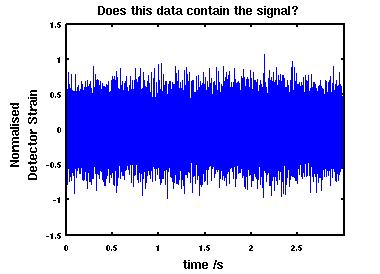 Does this data contain the signal?
Normalised
Detector Strain
1.5
1
0.5
0
-0.5
-1
-1.5
0 0.5 1 1.5 2 2.5
time /s